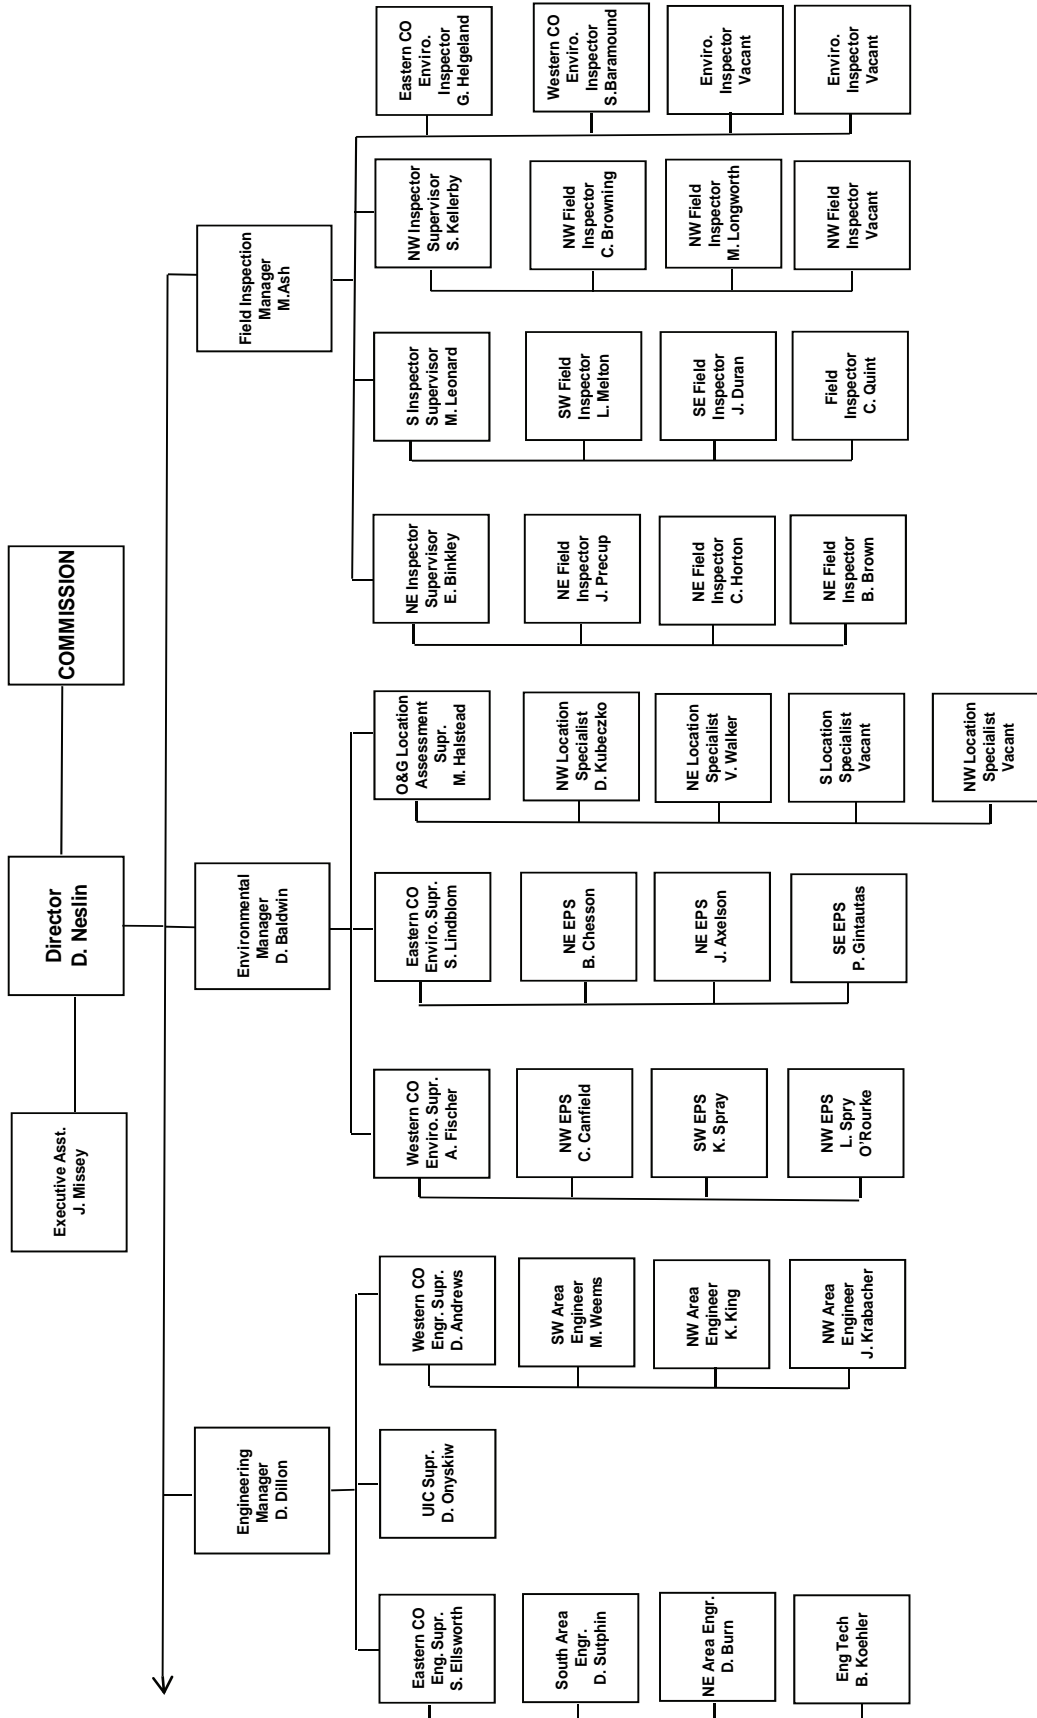 Executive Asst.
J. Missey
Director
D. Neslin
COMMISSION
Engineering
Manager
D. Dillon
Environmental
Manager
D. Baldwin
Field Inspection
Manager
M.Ash
Eastern CO
Eng. Supr.
S. Ellsworth
South Area
Engr.
D. Sutphin
NE Area Engr.
D. Burn
Eng Tech
B. Koehler
UIC Supr.
D. Onyskiw
Western CO
Engr. Supr.
D. Andrews
SW Area
Engineer
M. Weems
NW Area
Engineer
K. King
NW Area
Engineer
J. Krabacher
Western CO
Enviro. Supr.
A. Fischer
NW EPS
C. Canfield
SW EPS
K. Spray
NW EPS
L. Spry
O'Rourke
Eastern CO
Enviro. Supr.
S. Lindblom
NE EPS
B. Chesson
NE EPS
J. Axelson
SE EPS
P. Gintautas
O&G Location
Assessment
Supr.
M. Halstead
NW Location
Specialist
D. Kubeczko
NE Location
Specialist
V. Walker
S Location
Specialist
Vacant
NW Location
Specialist
Vacant
NE Inspector
Supervisor
E. Binkley
NE Field
Inspector
J. Precup
NE Field
Inspector
C. Horton
NE Field
Inspector
B. Brown
S Inspector
Supervisor
M. Leonard
SW Field
Inspector
L. Melton
SE Field
Inspector
J. Duran
Field
Inspector
C. Quint
NW Inspector
Supervisor
S. Kellerby
NW Field
Inspector
C. Browning
NW Field
Inspector
M. Longworth
NW Field
Inspector
Vacant
Eastern CO
Enviro.
Inspector
G. Helgeland
Western CO
Enviro.
Inspector
S.Baramound
Enviro.
Inspector
Vacant
Enviro.
Inspector
Vacant